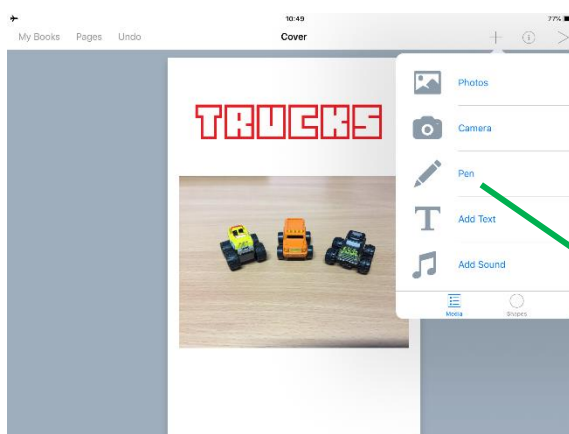 10:49
77%
My Books Pages Undo
Cover
TRUCKS
Photos
Camera
Pen
Add Text
Add Sound
Media Shapes